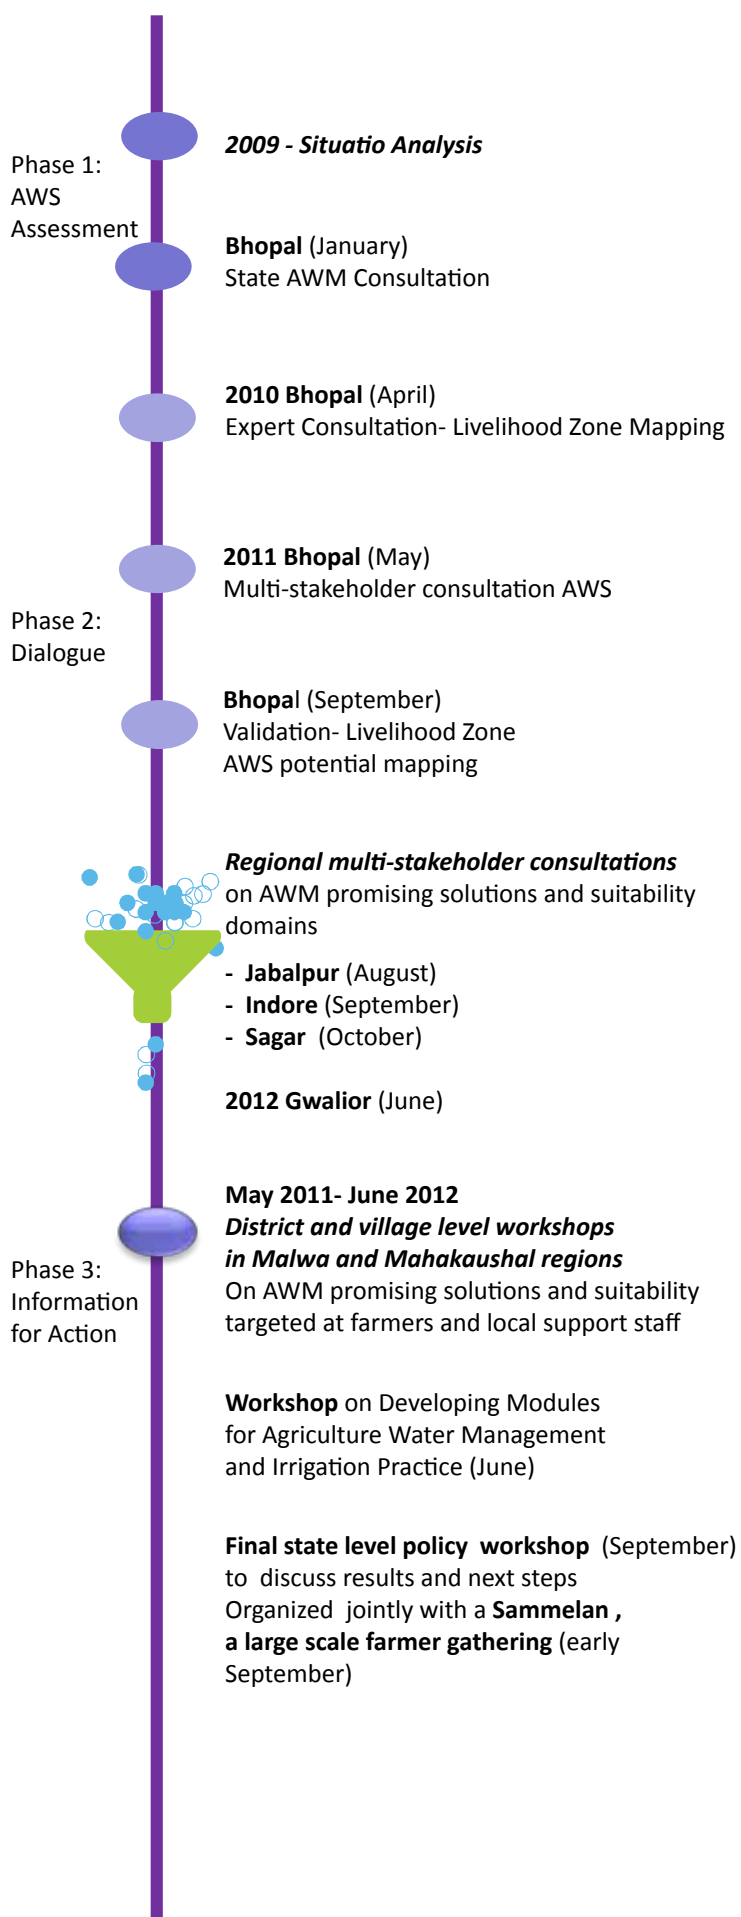 2009 - Situatio Analysis
Phase 1:
AWS
Assessment
Bhopal (January)
State AWM Consultation
2010 Bhopal (April)
Expert Consultation- Livelihood Zone Mapping
2011 Bhopal (May)
Multi-stakeholder consultation AWS
Phase 2:
Dialogue
Bhopal (September)
Validation- Livelihood Zone
AWS potential mapping
Regional multi-stakeholder consultations
on AWM promising solutions and suitability
domains
- Jabalpur (August)
- Indore (September)
- Sagar (October)
2012 Gwalior (June)
May 2011- June 2012
District and village level workshops
in Malwa and Mahakaushal regions
On AWM promising solutions and suitability
targeted at farmers and local support staff
Phase 3:
Information
for Action
Workshop on Developing Modules
for Agriculture Water Management
and Irrigation Practice (June)
Final state level policy workshop (September)
to discuss results and next steps
Organized jointly with a Sammelan ,
a large scale farmer gathering (early
September)